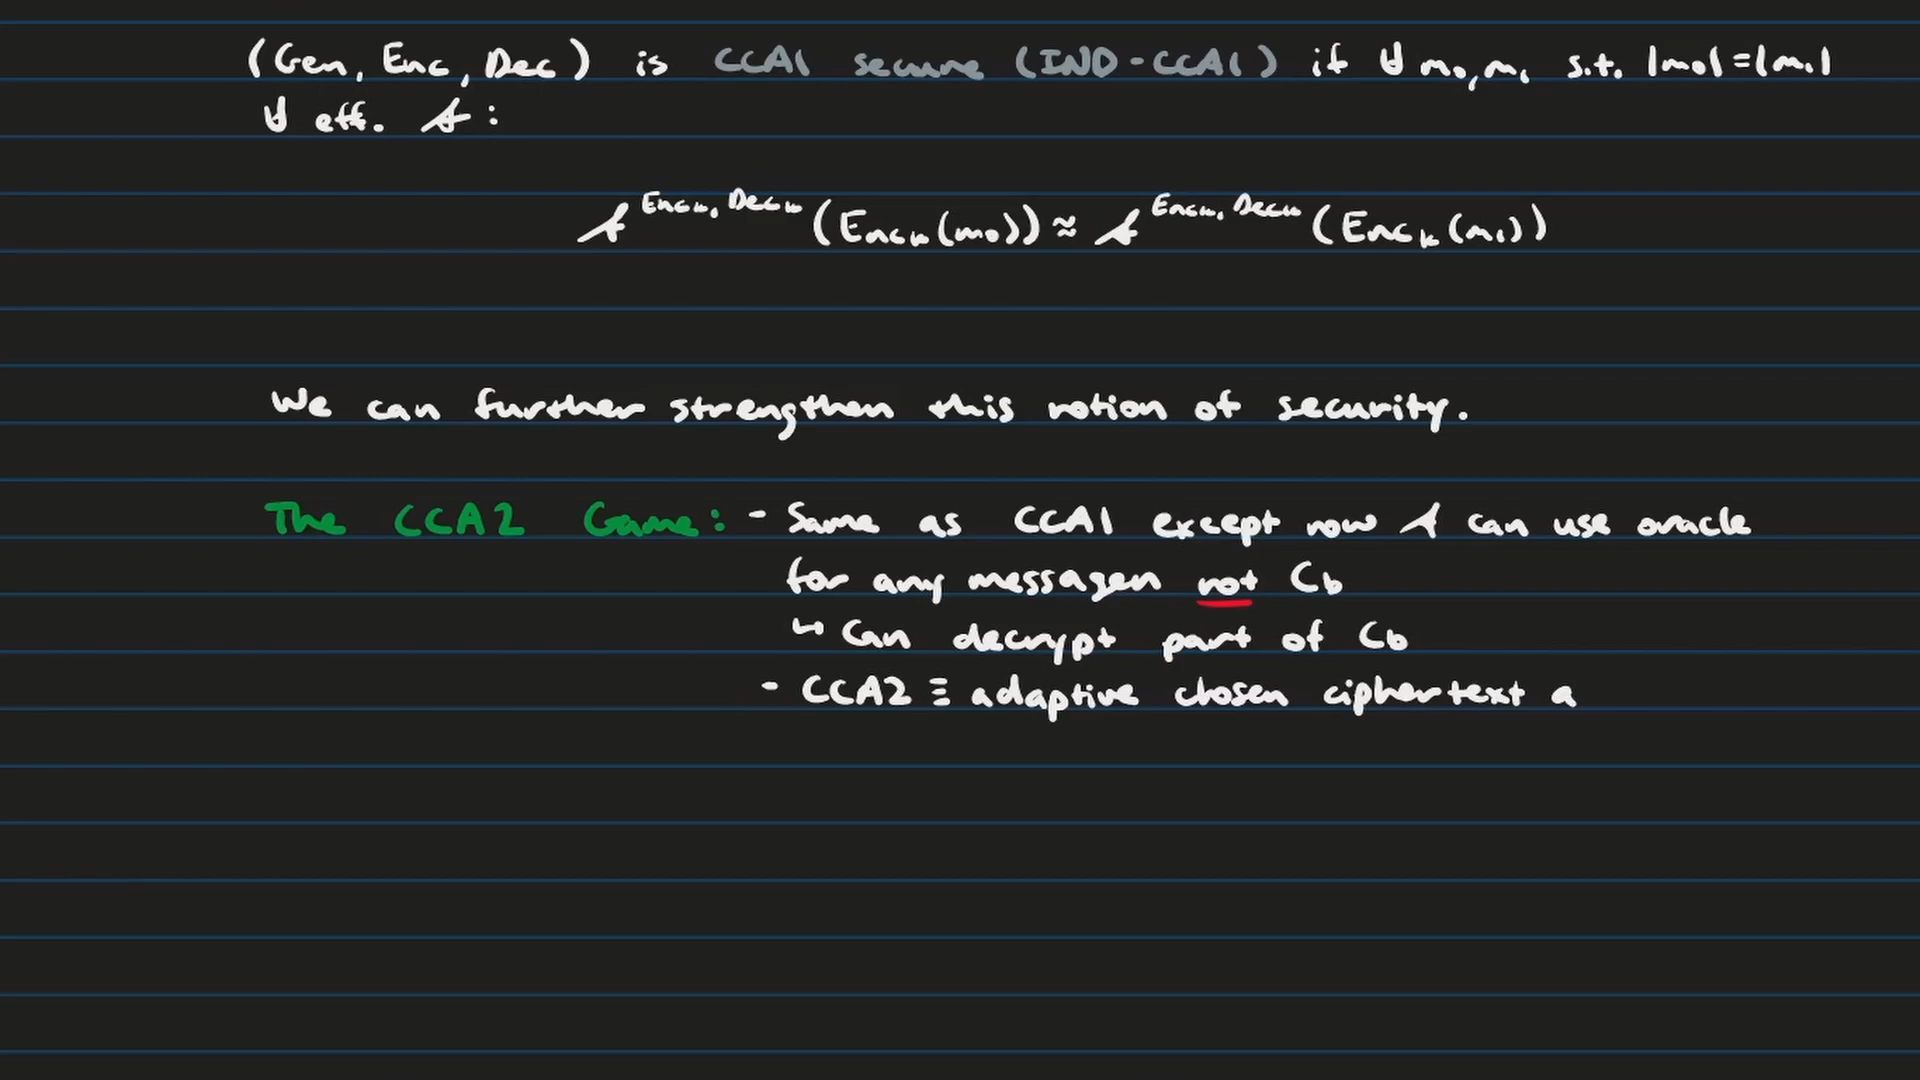 (Gen, Enc, Dec) is CCA1 secure (IND-CCA1) if ∀ m₀,m₁ s.t. |m₀|=|m₁|
∀ eff. A:
A^{Enc_k, Dec_k}(Enc_k(m₀)) ≈ A^{Enc_k, Dec_k}(Enc_k(m₁))
We can further strengthen this notion of security.
The CCA2 Game: - Same as CCA1 except now A can use oracle
for any messagen not C_b
↳ Can decrypt part of C_b
- CCA2 ≡ adaptive chosen ciphertext a